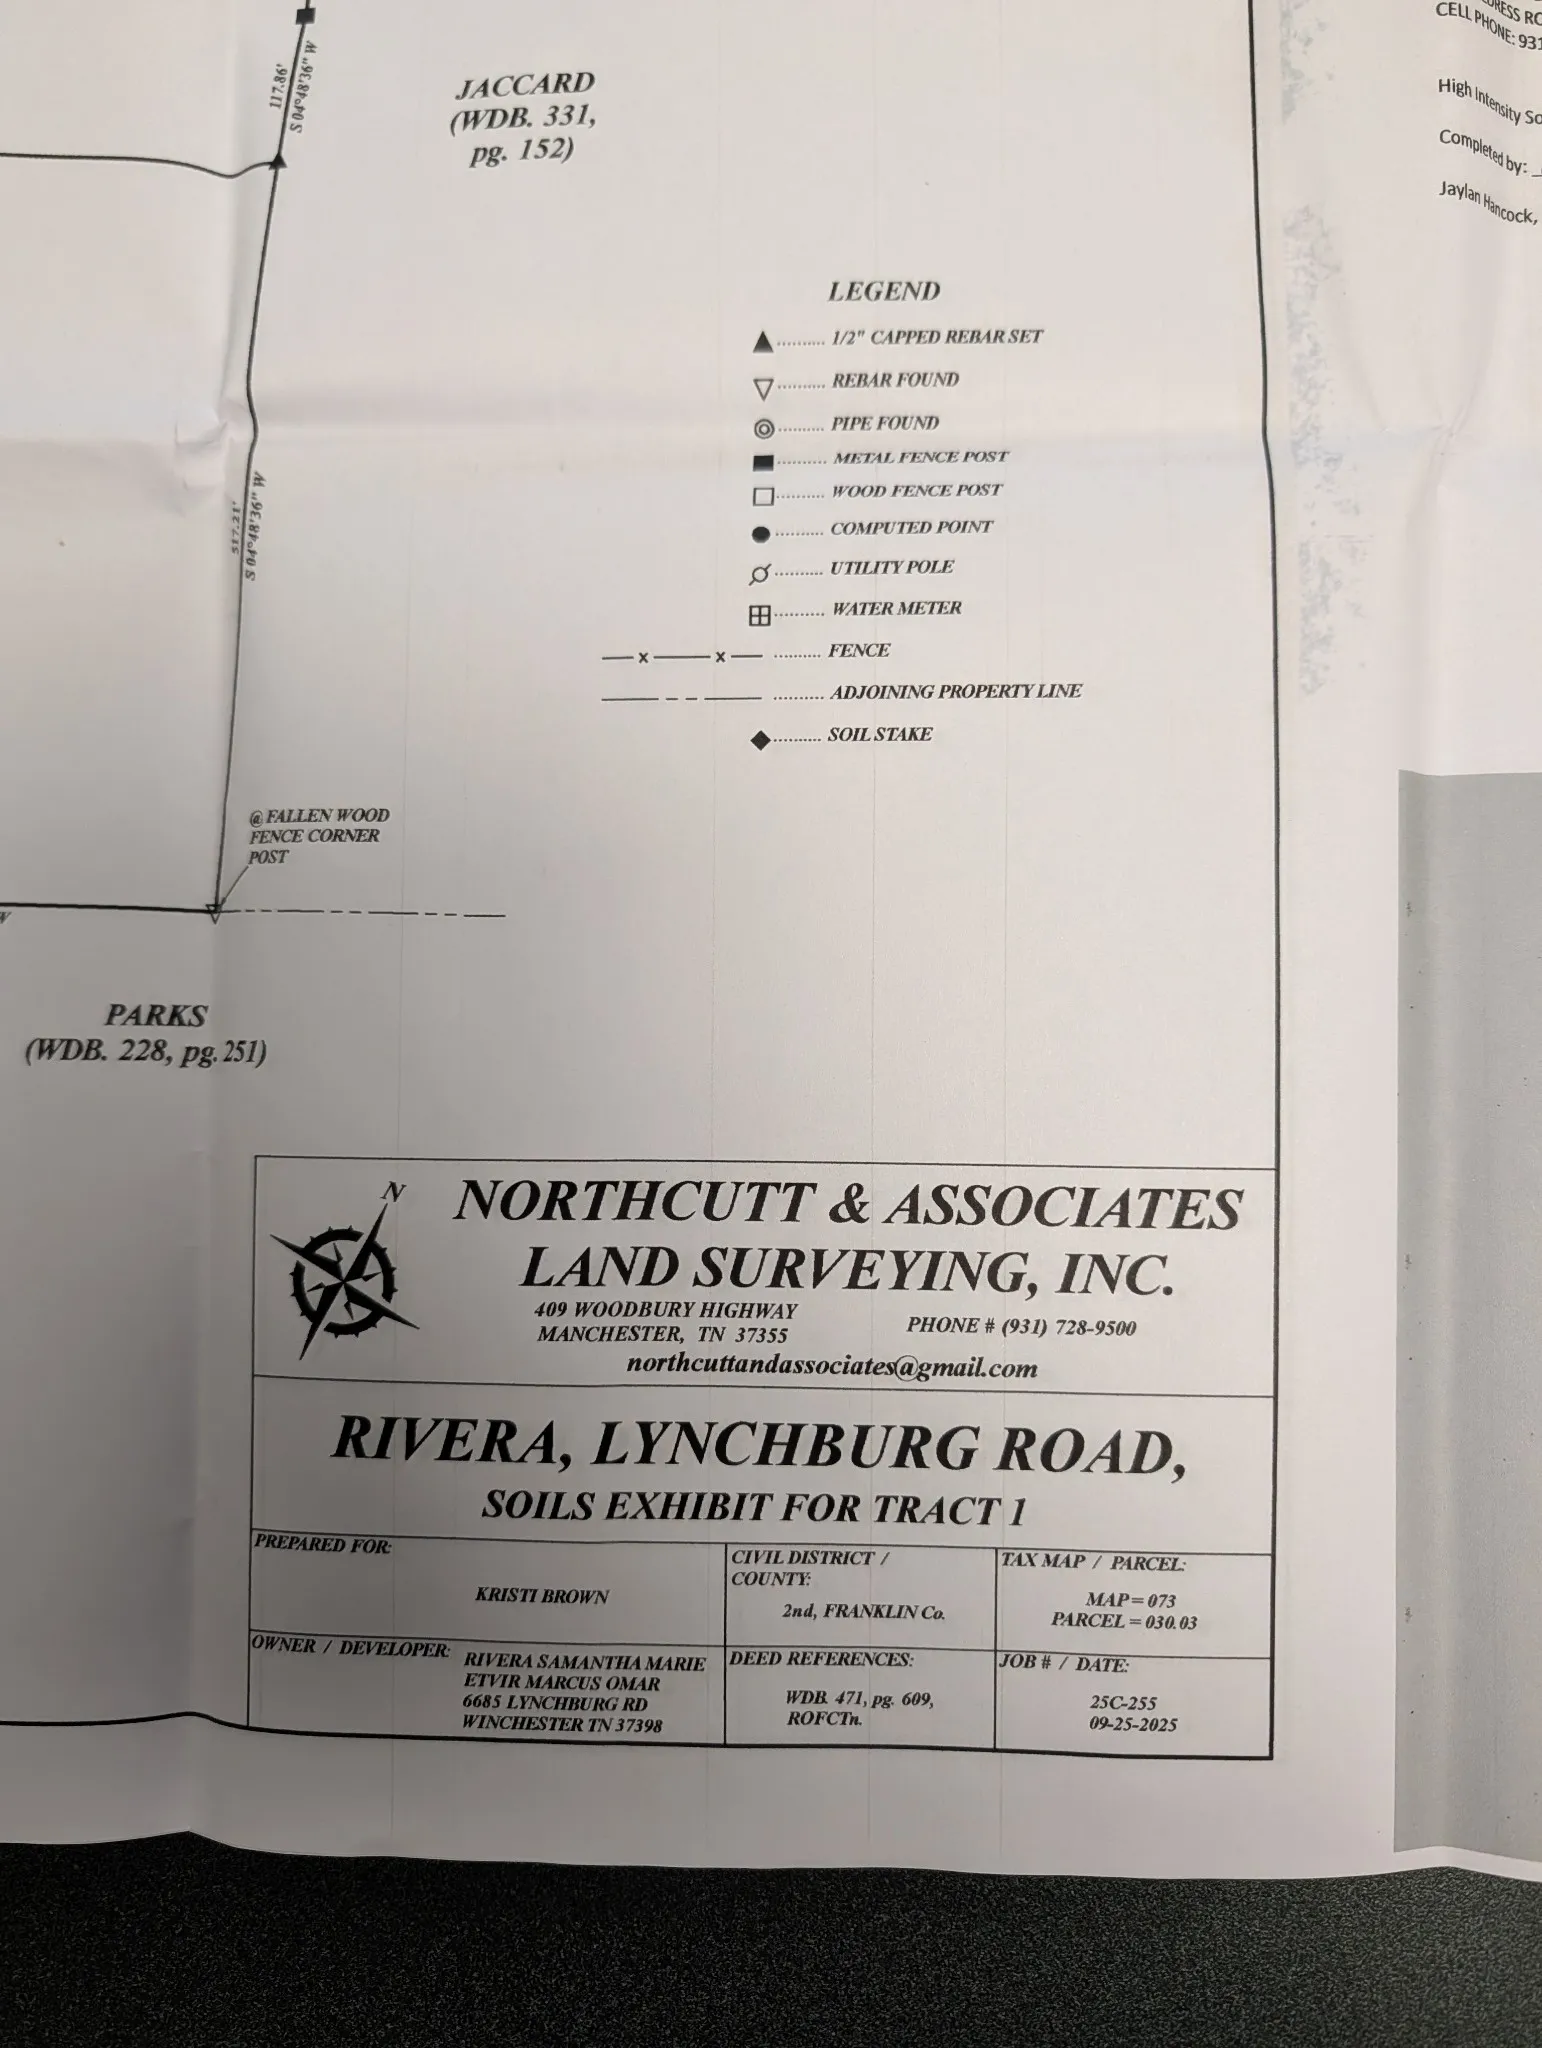 117.86'
S 04°48'36" W
JACCARD
(WDB. 331,
pg. 152)
CELL PHONE: 931
High Intensity So
Completed by:
Jaylan Hancock,
LEGEND
1/2" CAPPED REBAR SET
REBAR FOUND
PIPE FOUND
METAL FENCE POST
WOOD FENCE POST
COMPUTED POINT
UTILITY POLE
WATER METER
x x FENCE
ADJOINING PROPERTY LINE
SOIL STAKE
517.21'
S 04°48'36" W
@ FALLEN WOOD
FENCE CORNER
POST
W
PARKS
(WDB. 228, pg. 251)
N
NORTHCUTT & ASSOCIATES
LAND SURVEYING, INC.
409 WOODBURY HIGHWAY
MANCHESTER, TN 37355
PHONE # (931) 728-9500
northcuttandassociates@gmail.com
RIVERA, LYNCHBURG ROAD,
SOILS EXHIBIT FOR TRACT 1
PREPARED FOR:
KRISTI BROWN
CIVIL DISTRICT /
COUNTY:
2nd, FRANKLIN Co.
TAX MAP / PARCEL:
MAP = 073
PARCEL = 030.03
OWNER / DEVELOPER:
RIVERA SAMANTHA MARIE
ETVIR MARCUS OMAR
6685 LYNCHBURG RD
WINCHESTER TN 37398
DEED REFERENCES:
WDB. 471, pg. 609,
ROFCTn.
JOB # / DATE:
25C-255
09-25-2025